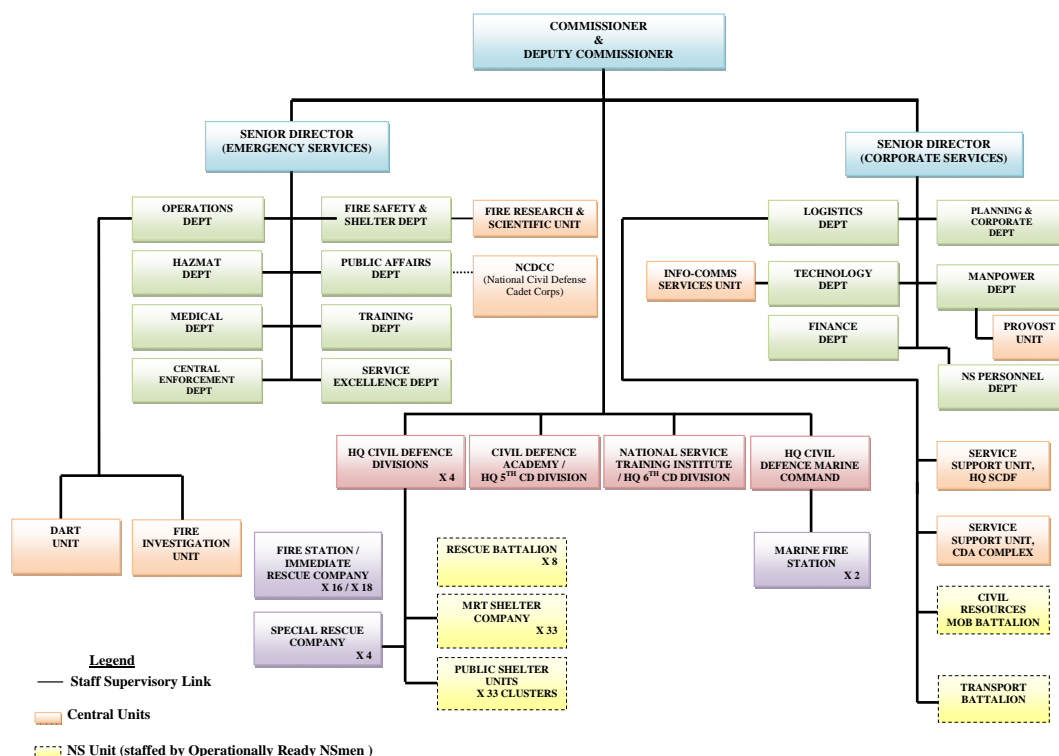 COMMISSIONER
&
DEPUTY COMMISSIONER
SENIOR DIRECTOR
(EMERGENCY SERVICES)
SENIOR DIRECTOR
(CORPORATE SERVICES)
OPERATIONS
DEPT
FIRE SAFETY &
SHELTER DEPT
FIRE RESEARCH &
SCIENTIFIC UNIT
HAZMAT
DEPT
PUBLIC AFFAIRS
DEPT
NCDCC
(National Civil Defense
Cadet Corps)
MEDICAL
DEPT
TRAINING
DEPT
CENTRAL
ENFORCEMENT
DEPT
SERVICE
EXCELLENCE DEPT
LOGISTICS
DEPT
PLANNING &
CORPORATE
DEPT
INFO-COMMS
SERVICES UNIT
TECHNOLOGY
DEPT
MANPOWER
DEPT
FINANCE
DEPT
PROVOST
UNIT
NS PERSONNEL
DEPT
HQ CIVIL DEFENCE
DIVISIONS
X 4
CIVIL DEFENCE
ACADEMY /
HQ 5TH CD DIVISION
NATIONAL SERVICE
TRAINING INSTITUTE
/ HQ 6TH CD DIVISION
HQ CIVIL
DEFENCE MARINE
COMMAND
SERVICE
SUPPORT UNIT,
HQ SCDF
DART
UNIT
FIRE
INVESTIGATION
UNIT
FIRE STATION /
IMMEDIATE
RESCUE COMPANY
X 16 / X 18
RESCUE BATTALION
X 8
MARINE FIRE
STATION
X 2
SERVICE
SUPPORT UNIT,
CDA COMPLEX
SPECIAL RESCUE
COMPANY
X 4
MRT SHELTER
COMPANY
X 33
CIVIL
RESOURCES
MOB BATTALION
PUBLIC SHELTER
UNITS
X 33 CLUSTERS
TRANSPORT
BATTALION
Legend
Staff Supervisory Link
Central Units
NS Unit (staffed by Operationally Ready NSmen )